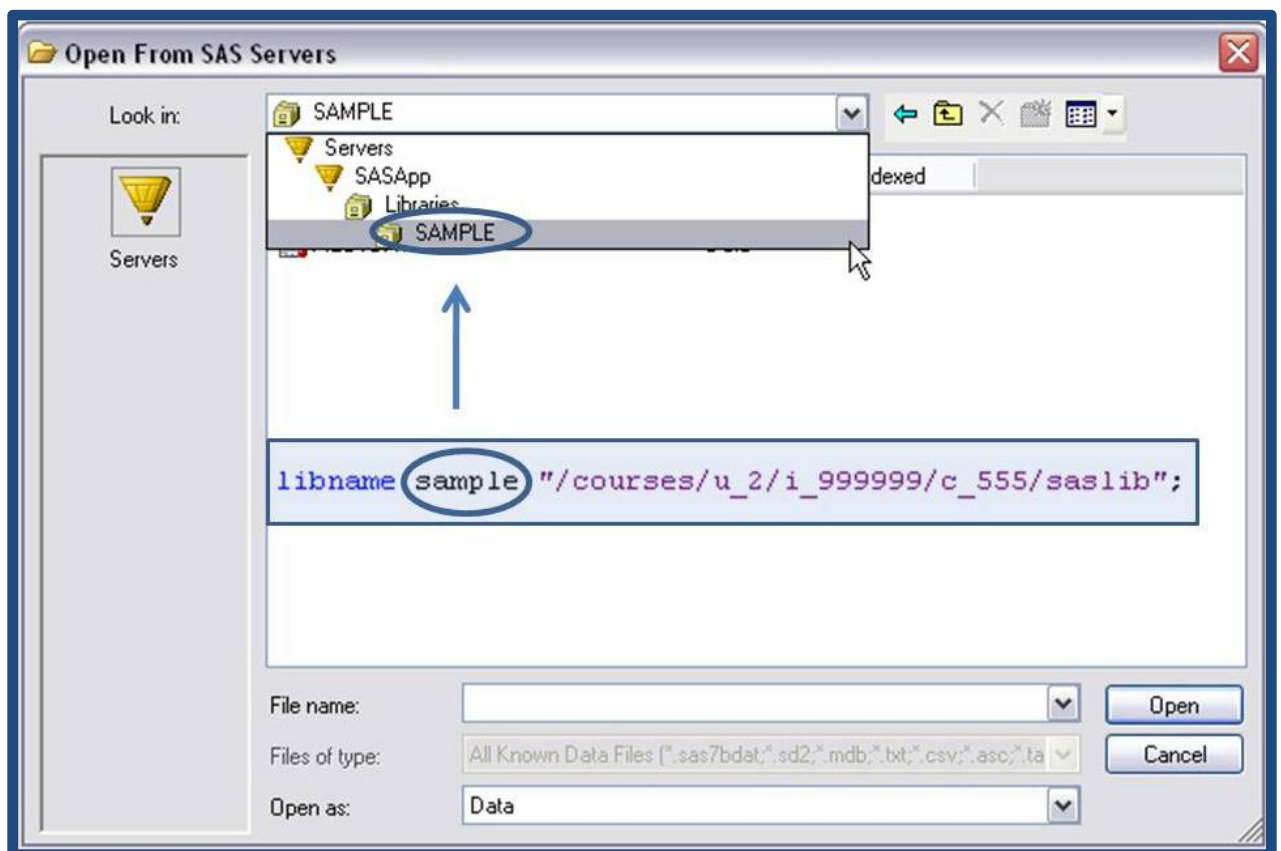 Open From SAS Servers
Look in:
SAMPLE
Servers
SASApp
Libraries
SAMPLE
dexed
Servers
libname sample "/courses/u_2/i_999999/c_555/saslib";
File name:
Open
Files of type:
All Known Data Files (*.sas7bdat;*.sd2;*.mdb;*.txt;*.csv;*.asc;*.ta
Cancel
Open as:
Data